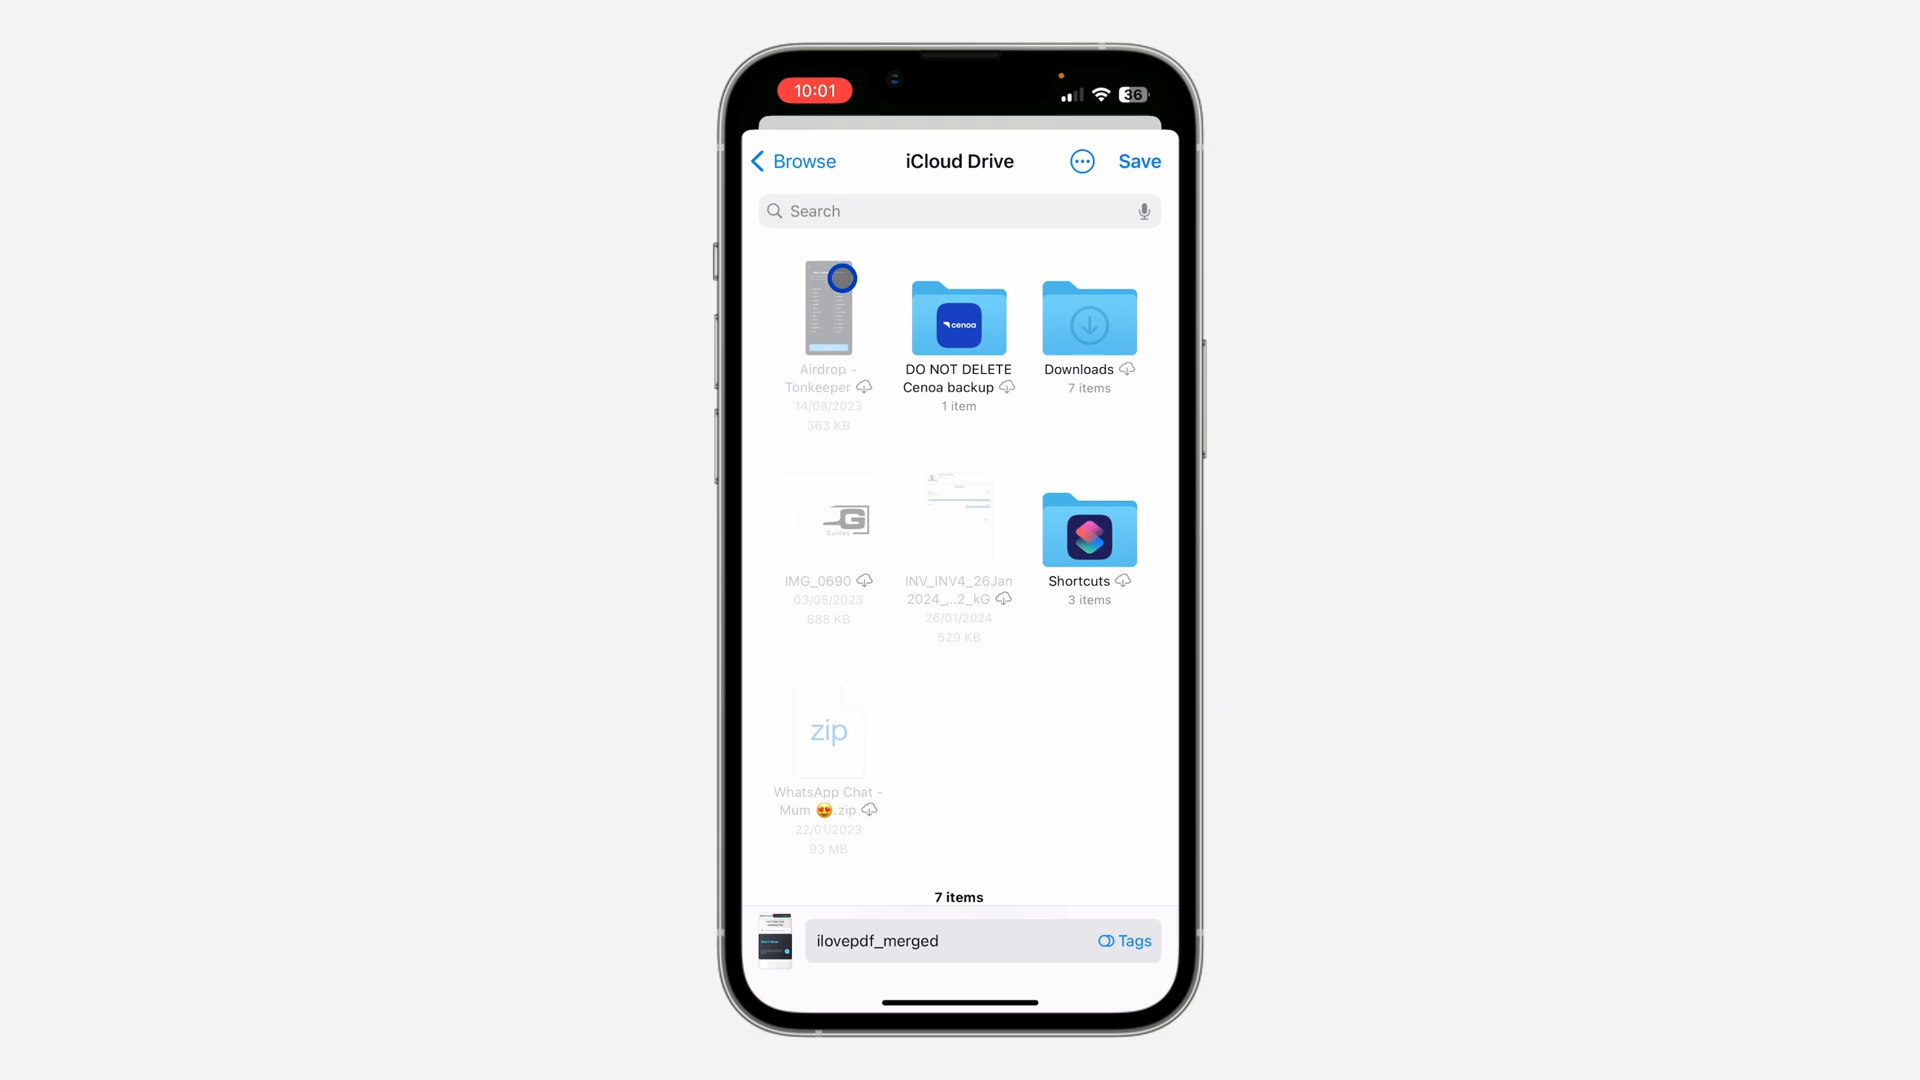 10:01
36
Browse
iCloud Drive
Save
Search
cenoa
Airdrop -
Tonkeeper
14/08/2023
363 KB
DO NOT DELETE
Cenoa backup
1 item
Downloads
7 items
G
Guides
IMG_0690
03/05/2023
688 KB
INV_INV4_26Jan
2024_...2_kG
26/01/2024
529 KB
Shortcuts
3 items
zip
WhatsApp Chat -
Mum 😍.zip
22/01/2023
93 MB
7 items
ilovepdf_merged
Tags